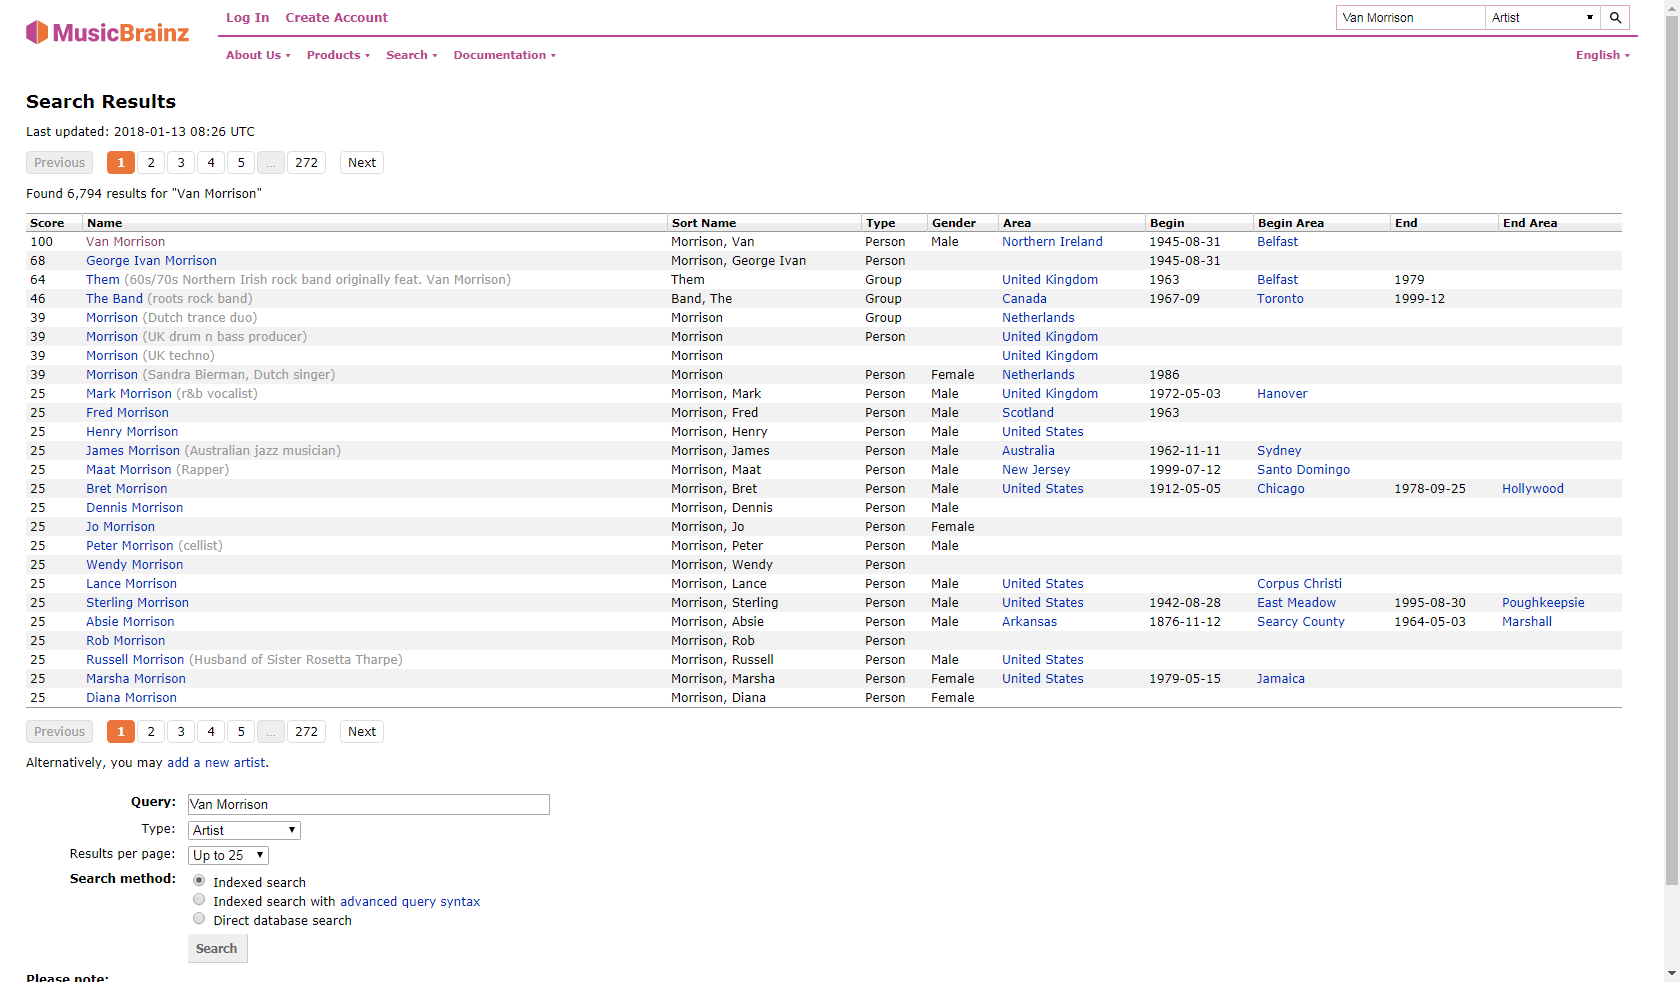 MusicBrainz
Log In Create Account
Van Morrison Artist
About Us Products Search Documentation English
Search Results
Last updated: 2018-01-13 08:26 UTC
Previous 1 2 3 4 5 ... 272 Next
Found 6,794 results for "Van Morrison"
Score Name Sort Name Type Gender Area Begin Begin Area End End Area
100 Van Morrison Morrison, Van Person Male Northern Ireland 1945-08-31 Belfast
68 George Ivan Morrison Morrison, George Ivan Person 1945-08-31
64 Them (60s/70s Northern Irish rock band originally feat. Van Morrison) Them Group United Kingdom 1963 Belfast 1979
46 The Band (roots rock band) Band, The Group Canada 1967-09 Toronto 1999-12
39 Morrison (Dutch trance duo) Morrison Group Netherlands
39 Morrison (UK drum n bass producer) Morrison Person United Kingdom
39 Morrison (UK techno) Morrison United Kingdom
39 Morrison (Sandra Bierman, Dutch singer) Morrison Person Female Netherlands 1986
25 Mark Morrison (r&b vocalist) Morrison, Mark Person Male United Kingdom 1972-05-03 Hanover
25 Fred Morrison Morrison, Fred Person Male Scotland 1963
25 Henry Morrison Morrison, Henry Person Male United States
25 James Morrison (Australian jazz musician) Morrison, James Person Male Australia 1962-11-11 Sydney
25 Maat Morrison (Rapper) Morrison, Maat Person Male New Jersey 1999-07-12 Santo Domingo
25 Bret Morrison Morrison, Bret Person Male United States 1912-05-05 Chicago 1978-09-25 Hollywood
25 Dennis Morrison Morrison, Dennis Person Male
25 Jo Morrison Morrison, Jo Person Female
25 Peter Morrison (cellist) Morrison, Peter Person Male
25 Wendy Morrison Morrison, Wendy Person
25 Lance Morrison Morrison, Lance Person Male United States Corpus Christi
25 Sterling Morrison Morrison, Sterling Person Male United States 1942-08-28 East Meadow 1995-08-30 Poughkeepsie
25 Absie Morrison Morrison, Absie Person Male Arkansas 1876-11-12 Searcy County 1964-05-03 Marshall
25 Rob Morrison Morrison, Rob Person
25 Russell Morrison (Husband of Sister Rosetta Tharpe) Morrison, Russell Person Male United States
25 Marsha Morrison Morrison, Marsha Person Female United States 1979-05-15 Jamaica
25 Diana Morrison Morrison, Diana Person Female
Previous 1 2 3 4 5 ... 272 Next
Alternatively, you may add a new artist.
Query: Van Morrison
Type: Artist
Results per page: Up to 25
Search method: Indexed search
Indexed search with advanced query syntax
Direct database search
Search
Please note: